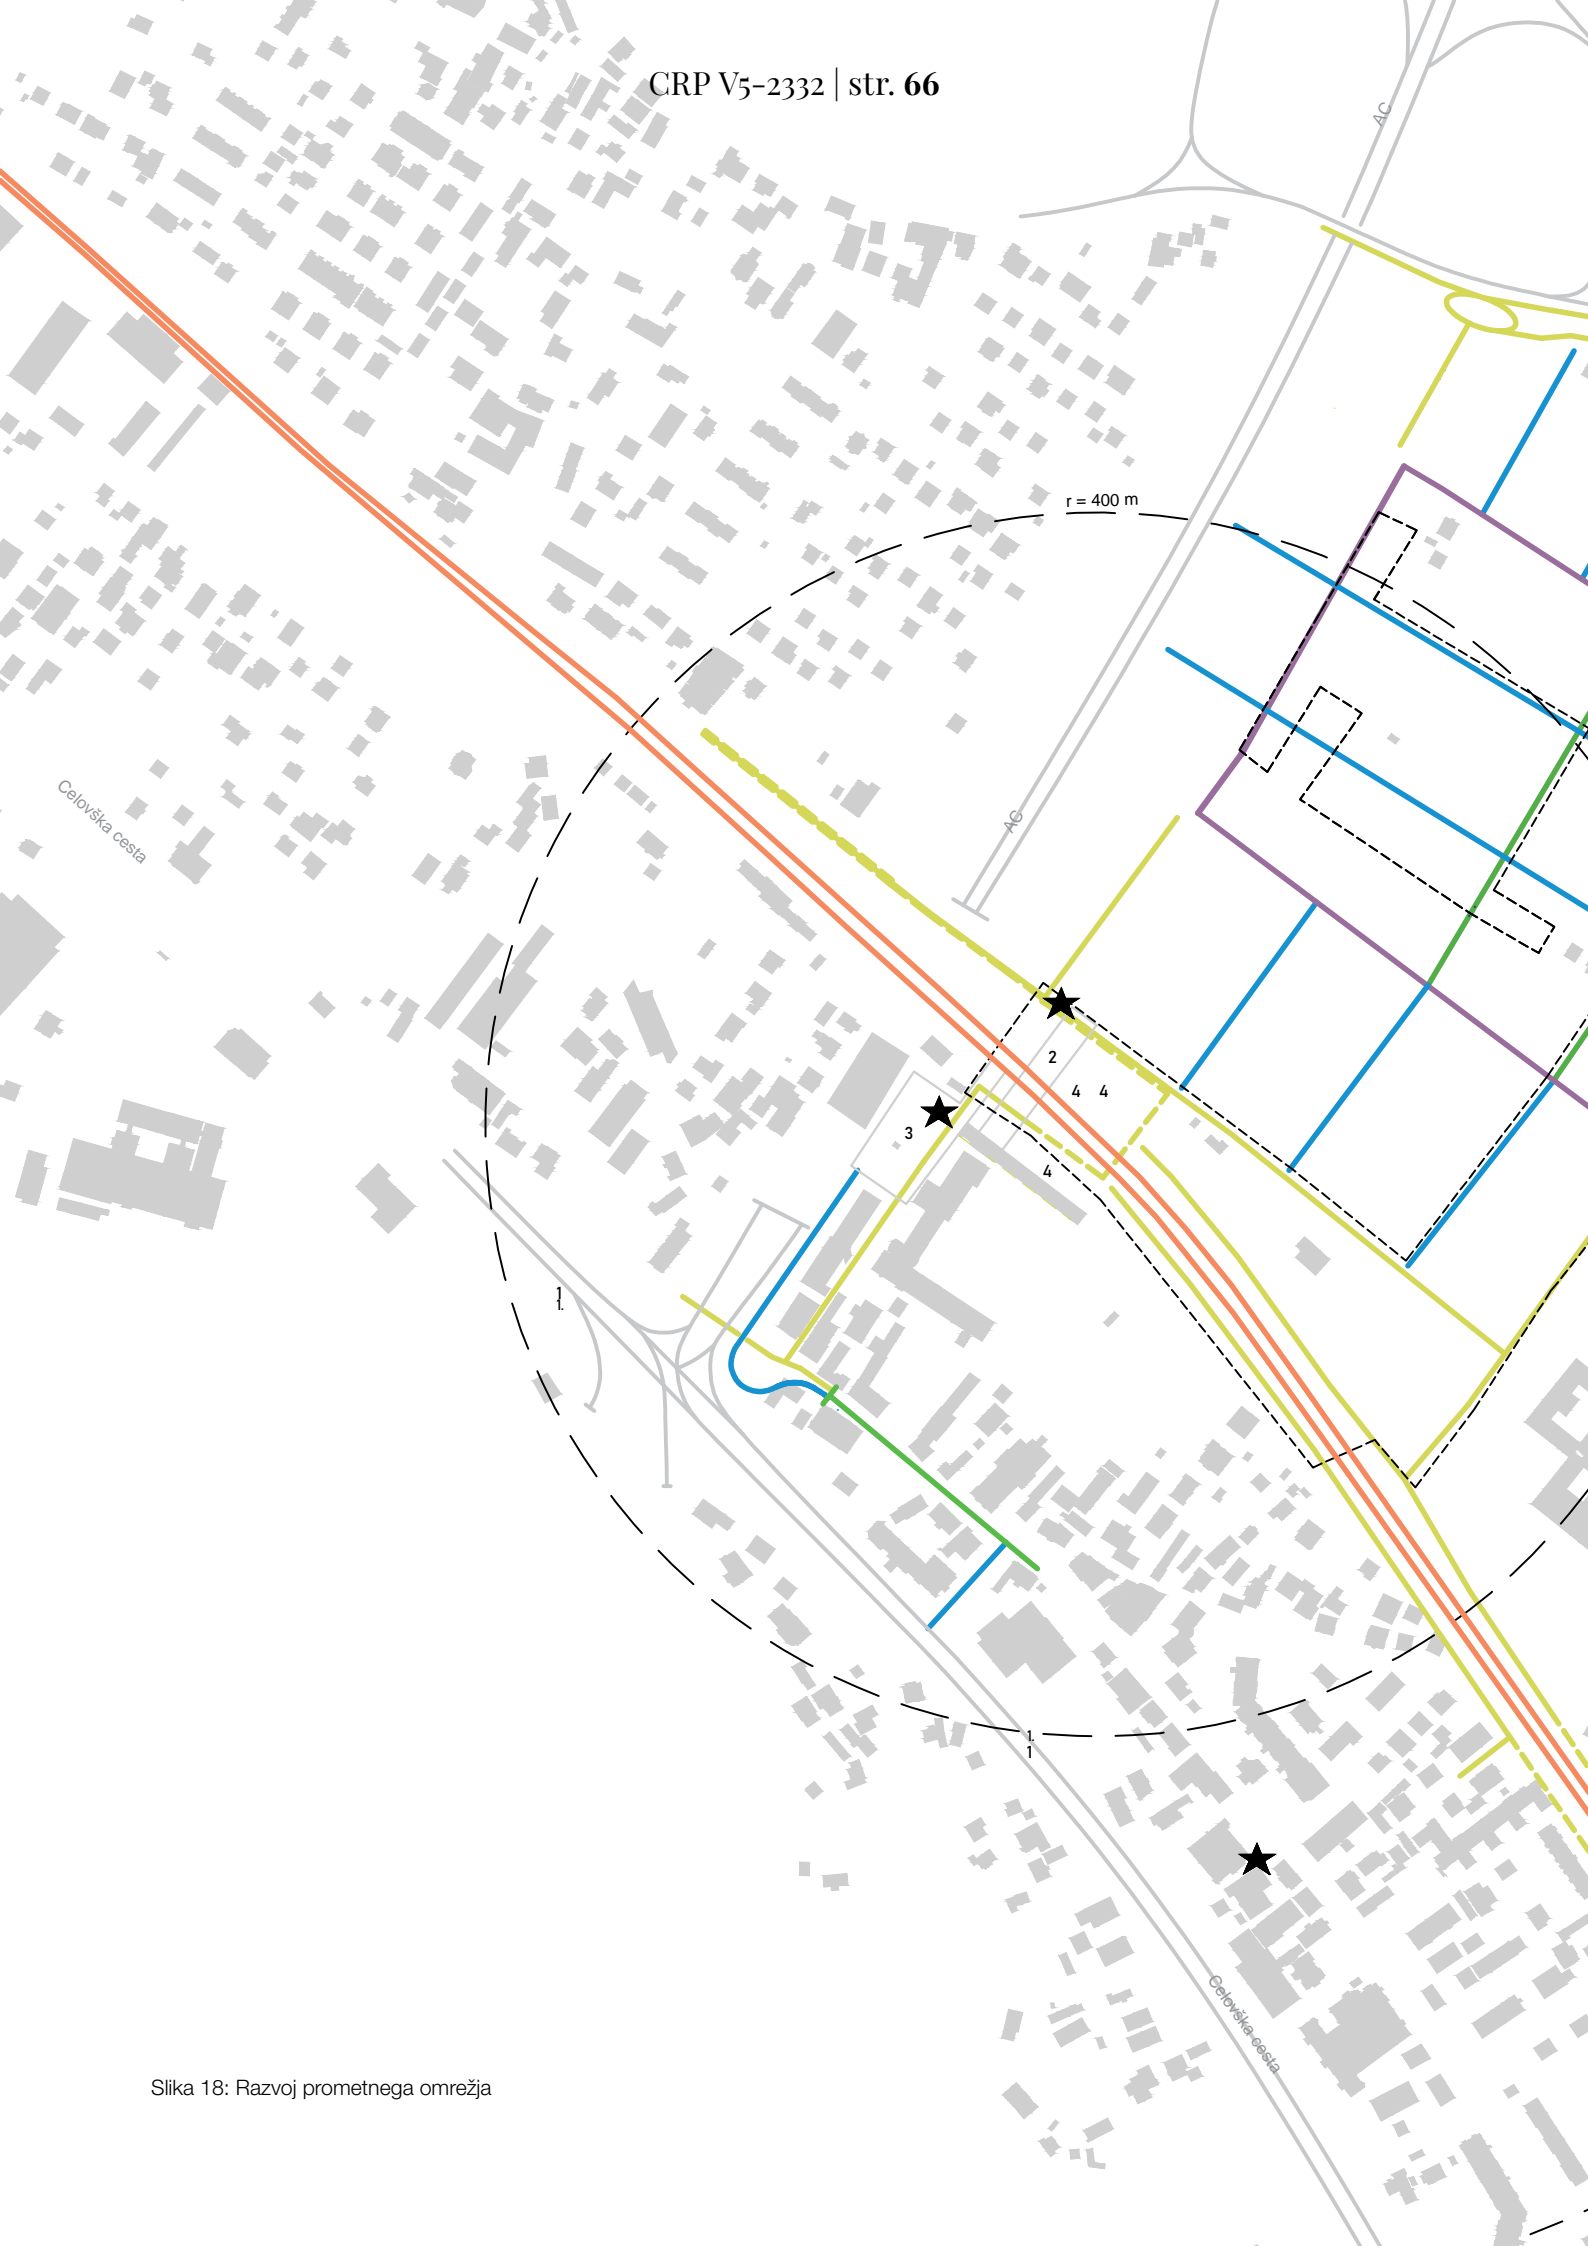 CRP V5-2332 | str. 66
AC
r = 400 m
Celovška cesta
AC
2
4 4
3
4
1
1.
1.
1
Celovška cesta
Slika 18: Razvoj prometnega omrežja